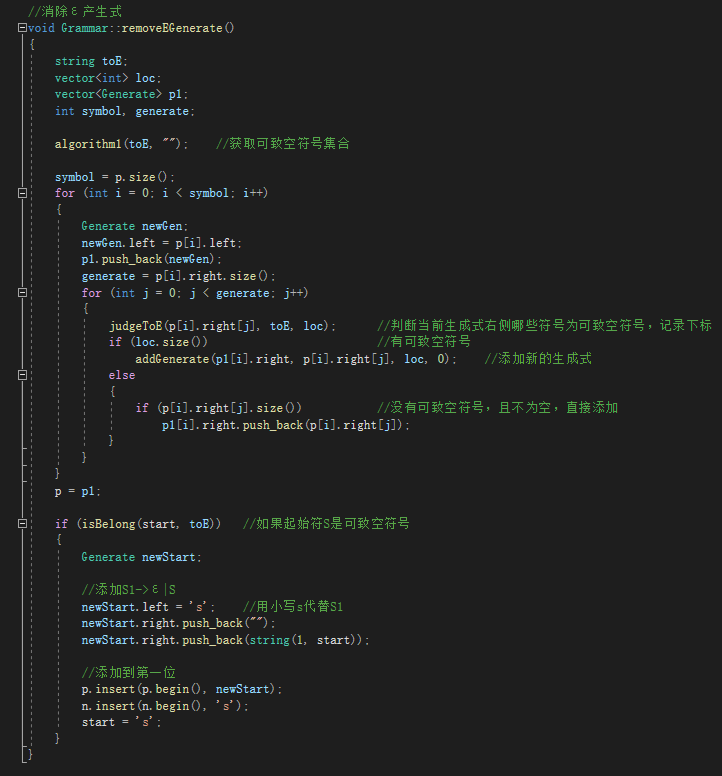 //消除ε产生式
void Grammar::removeEGenerate()
{
string toE;
vector<int> loc;
vector<Generate> p1;
int symbol, generate;
algorithm1(toE, "");    //获取可致空符号集合
symbol = p.size();
for (int i = 0; i < symbol; i++)
{
Generate newGen;
newGen.left = p[i].left;
p1.push_back(newGen);
generate = p[i].right.size();
for (int j = 0; j < generate; j++)
{
judgeToE(p[i].right[j], toE, loc);    //判断当前生成式右侧哪些符号为可致空符号，记录下标
if (loc.size())    //有可致空符号
addGenerate(p1[i].right, p[i].right[j], loc, 0);    //添加新的生成式
else
{
if (p[i].right[j].size())    //没有可致空符号，且不为空，直接添加
p1[i].right.push_back(p[i].right[j]);
}
}
}
p = p1;
if (isBelong(start, toE))    //如果起始符S是可致空符号
{
Generate newStart;
//添加S1->ε|S
newStart.left = 's';    //用小写s代替S1
newStart.right.push_back("");
newStart.right.push_back(string(1, start));
//添加到第一位
p.insert(p.begin(), newStart);
n.insert(n.begin(), 's');
start = 's';
}
}